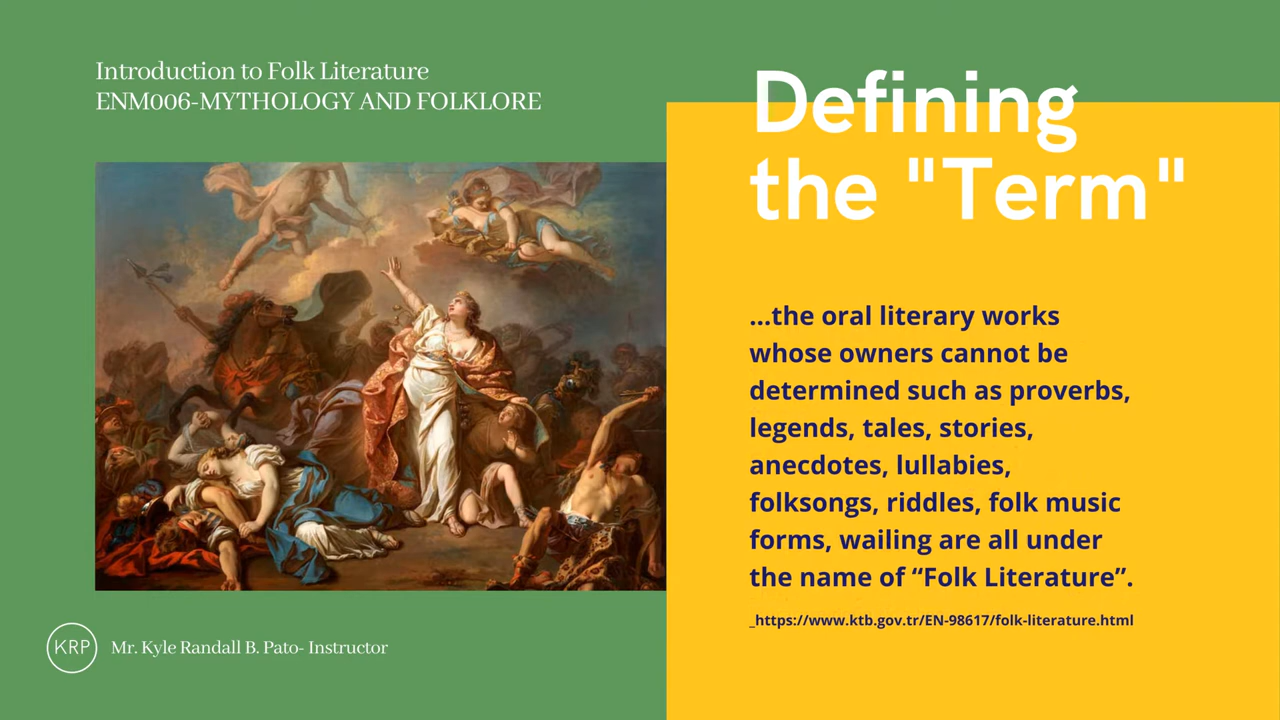 Introduction to Folk Literature
ENM006-MYTHOLOGY AND FOLKLORE
Defining
the "Term"
...the oral literary works
whose owners cannot be
determined such as proverbs,
legends, tales, stories,
anecdotes, lullabies,
folksongs, riddles, folk music
forms, wailing are all under
the name of “Folk Literature”.
_https://www.ktb.gov.tr/EN-98617/folk-literature.html
KRP
Mr. Kyle Randall B. Pato- Instructor